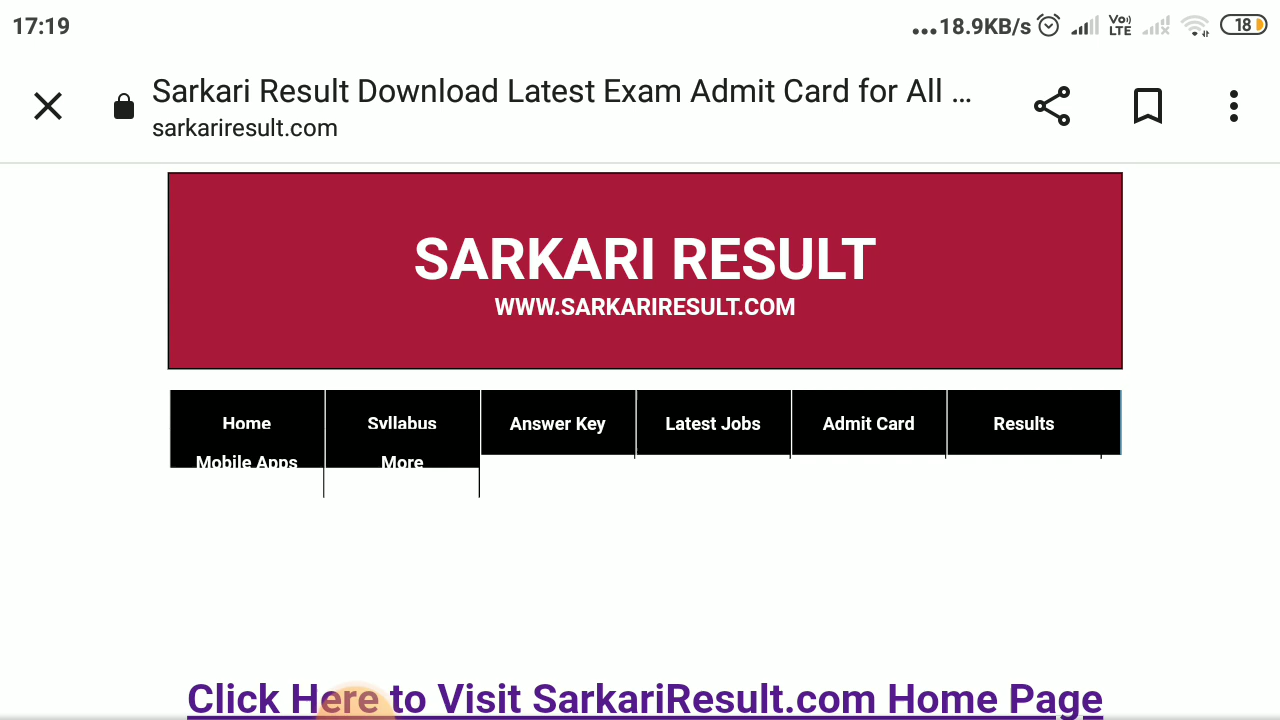 17:19
...18.9KB/s Vo) LTE 18
Sarkari Result Download Latest Exam Admit Card for All ...
sarkariresult.com
SARKARI RESULT
WWW.SARKARIRESULT.COM
Home Syllabus Answer Key Latest Jobs Admit Card Results
Mobile Apps More
Click Here to Visit SarkariResult.com Home Page